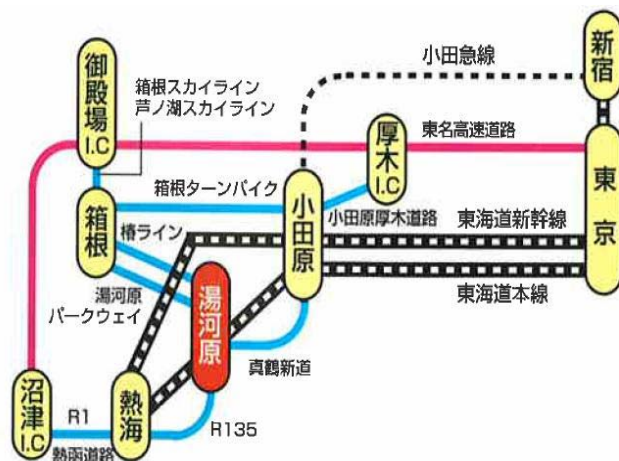 新宿
小田急線
御殿場I.C
箱根スカイライン
芦ノ湖スカイライン
厚木I.C
東名高速道路
東京
箱根ターンパイク
小田原
小田原厚木道路
箱根
椿ライン
東海道新幹線
東海道本線
湯河原
パークウェイ
湯河原
真鶴新道
沼津I.C
R1
熱函道路
熱海
R135